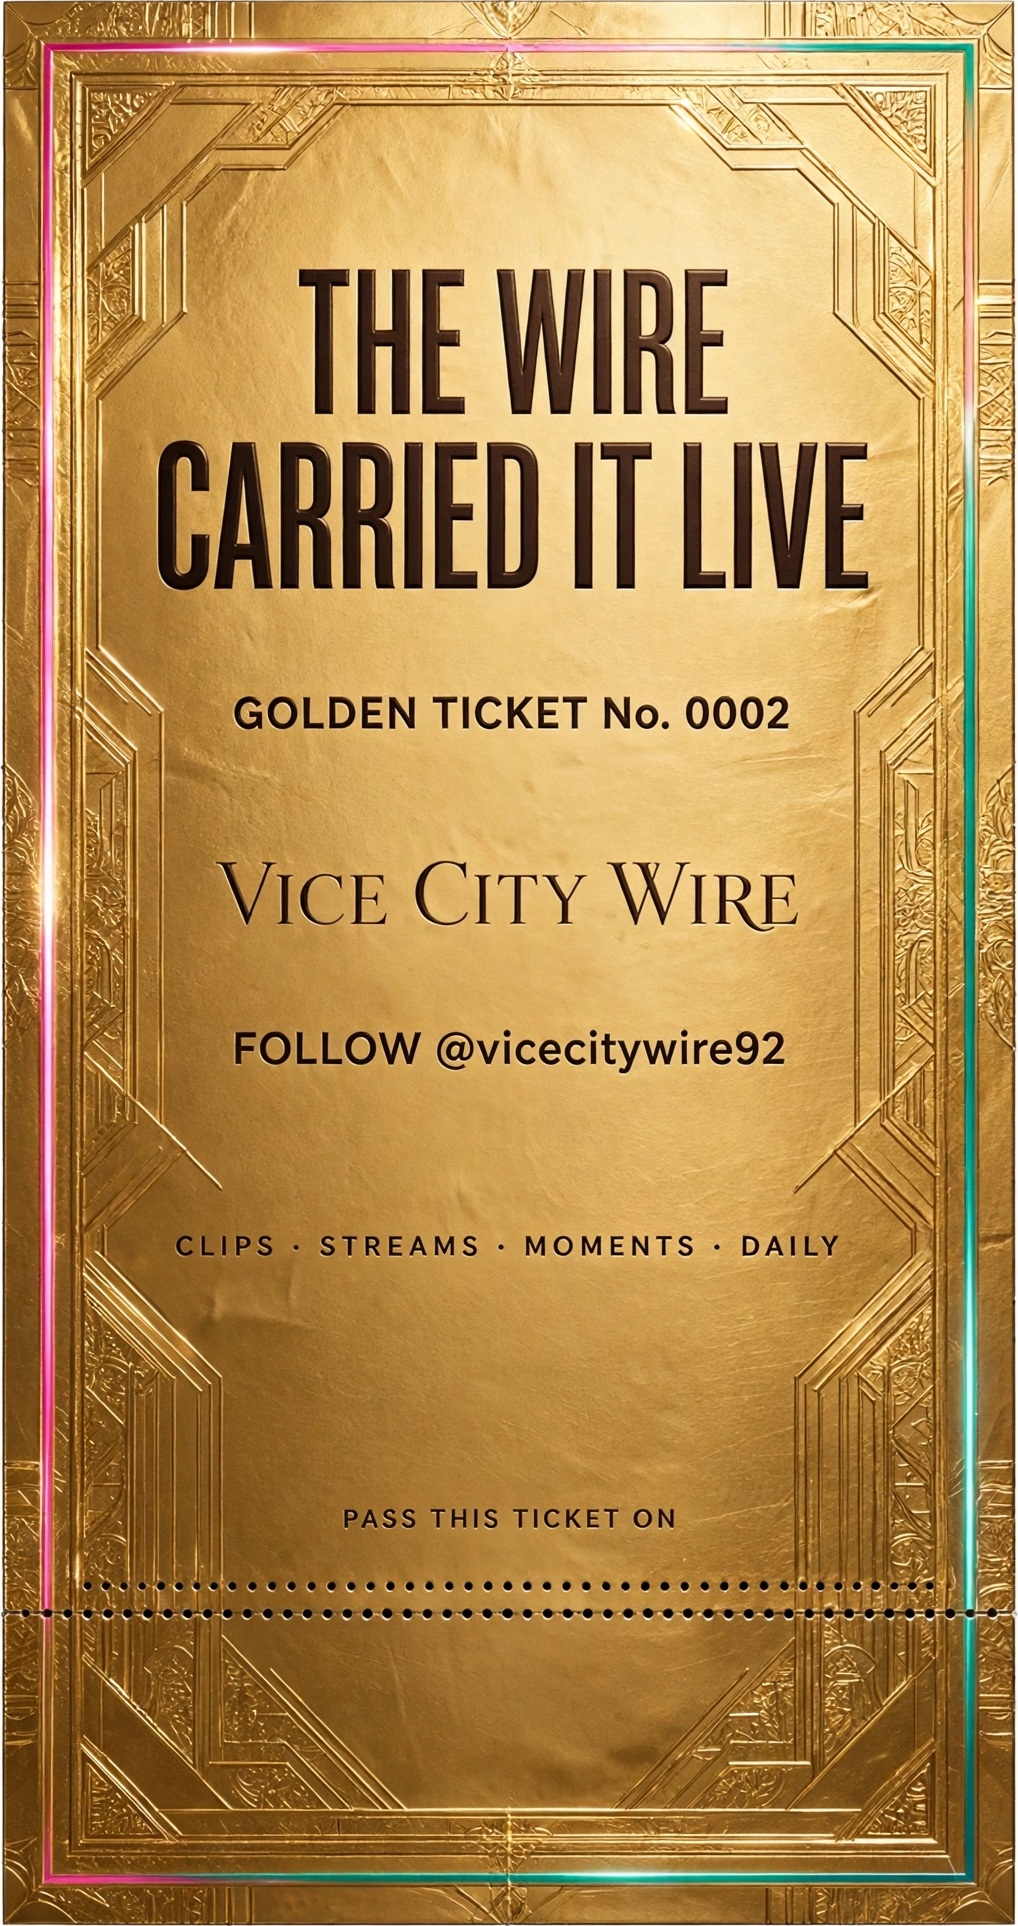 THE WIRE
CARRIED IT LIVE
GOLDEN TICKET No. 0002
VICE CITY WIRE
FOLLOW @vicecitywire92
CLIPS · STREAMS · MOMENTS · DAILY
PASS THIS TICKET ON